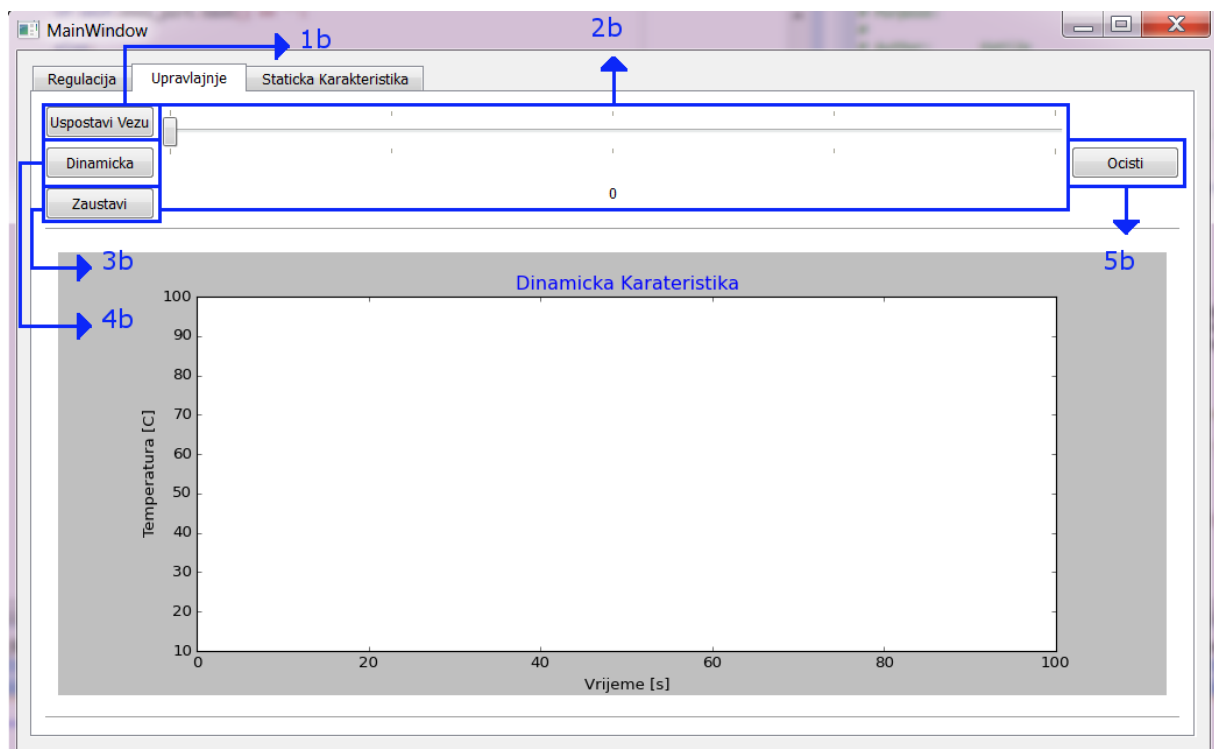 MainWindow
1b
2b
Regulacija Upravlajnje Staticka Karakteristika
Uspostavi Vezu
Dinamicka
Ocisti
Zaustavi
0
3b
5b
4b
Dinamicka Karateristika
100
90
80
70
60
50
40
30
20
10
Temperatura [C]
0 20 40 60 80 100
Vrijeme [s]